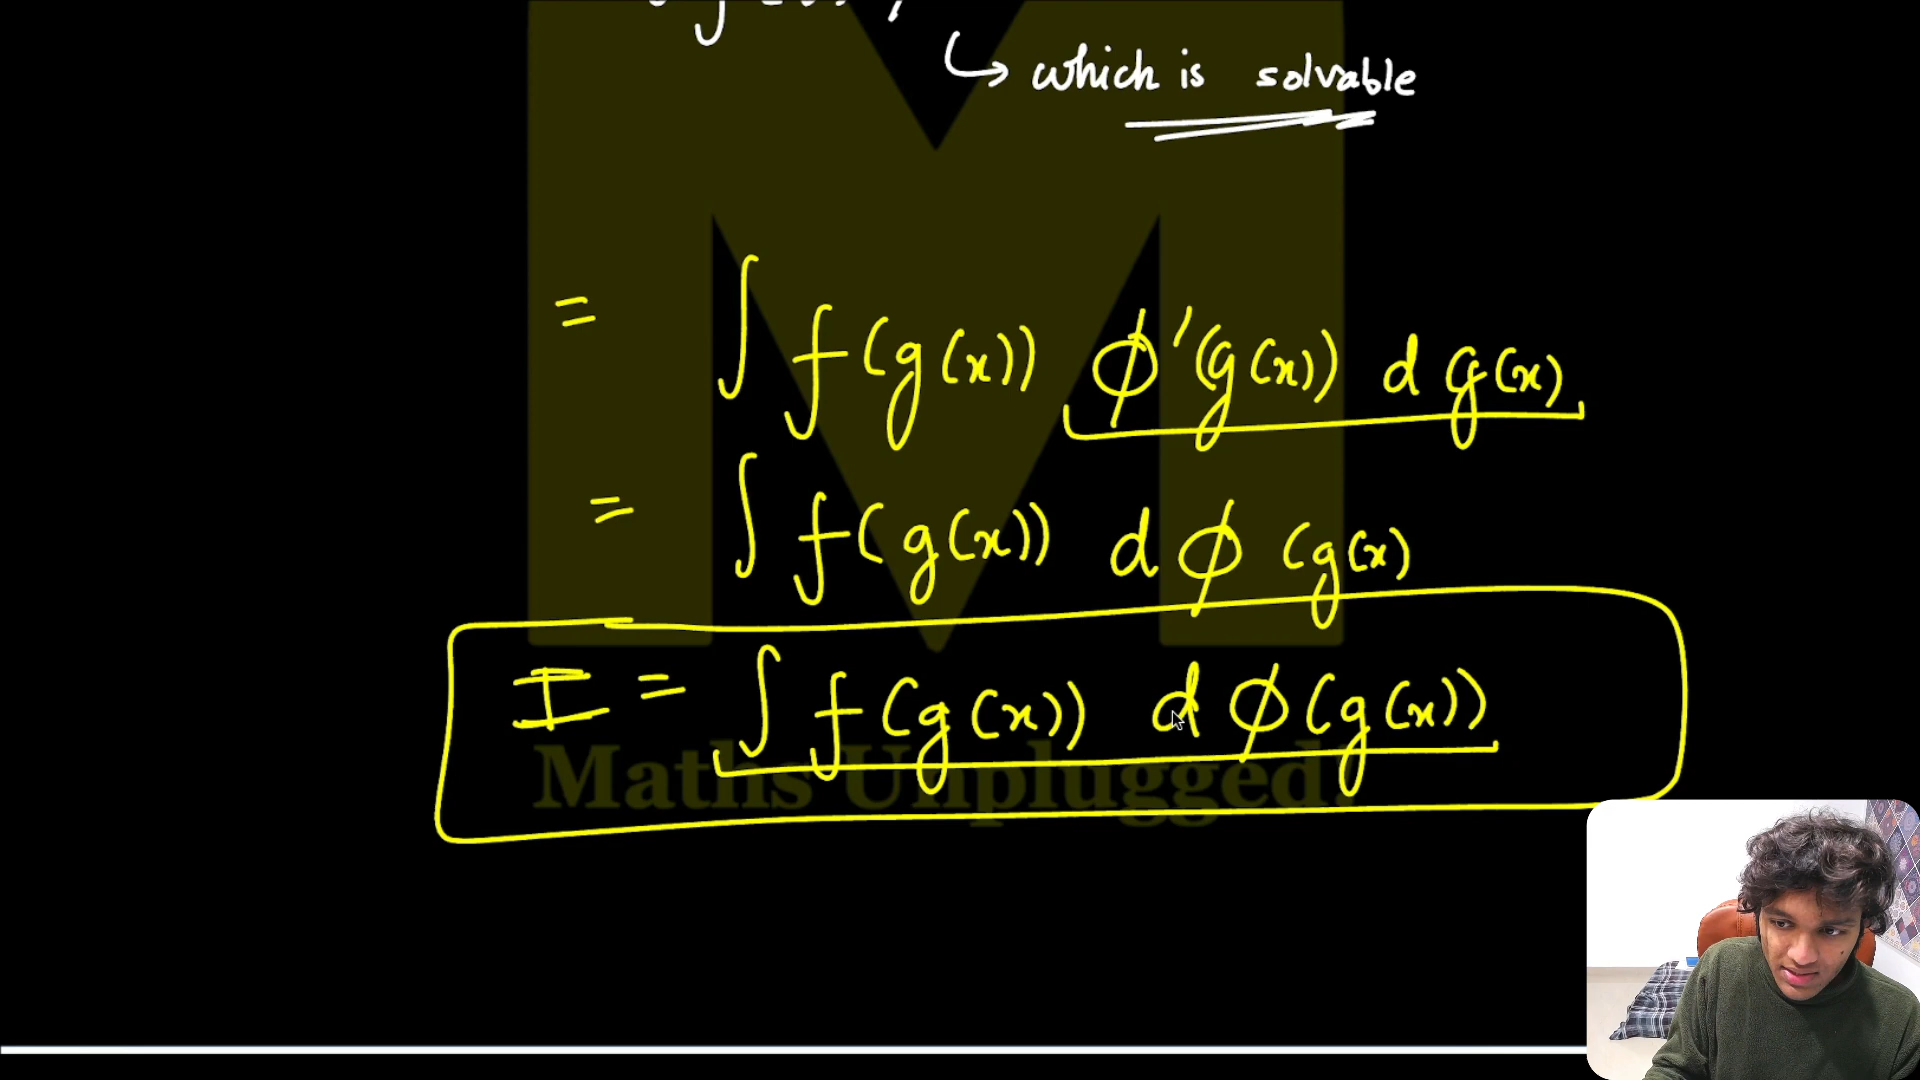 ↳ which is solvable
= ∫ f(g(x)) ϕ'(g(x)) d g(x)
= ∫ f(g(x)) d ϕ (g(x)
I = ∫ f(g(x)) d ϕ(g(x))
Maths Unplugged!